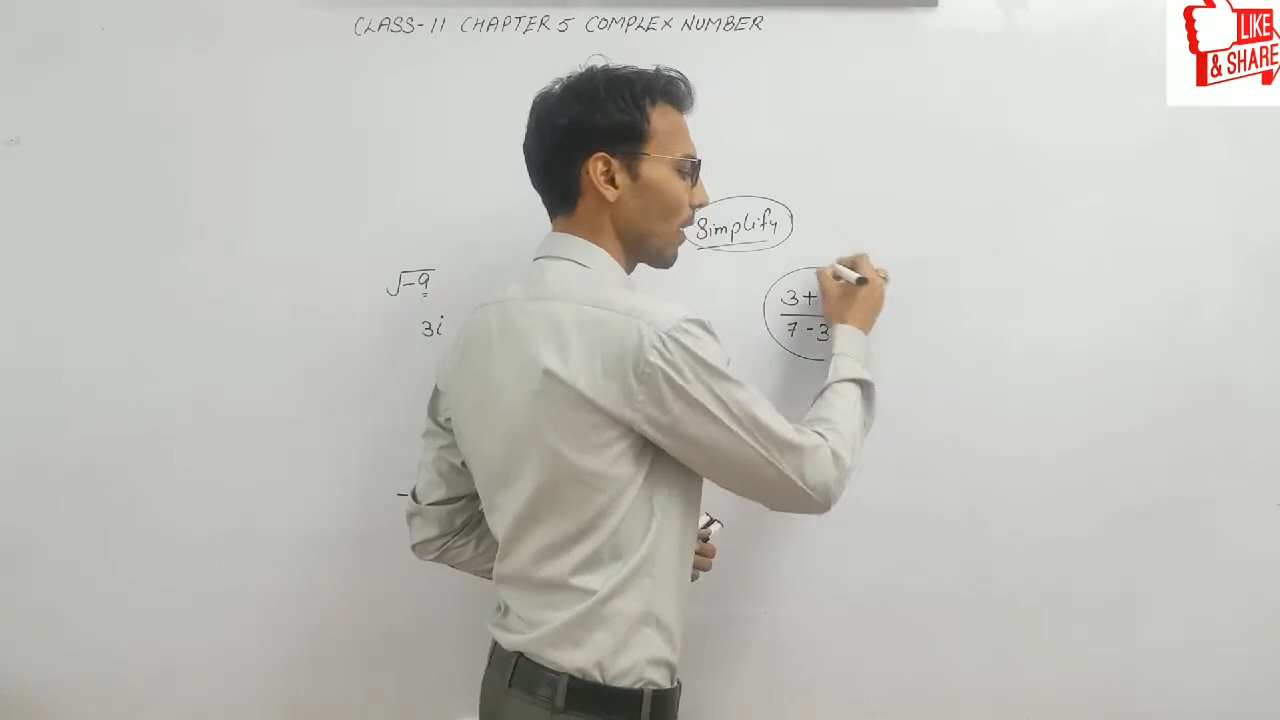 CLASS-11 CHAPTER 5 COMPLEX NUMBER
LIKE
& SHARE
Simplify
√-9
3i
3+
7-3